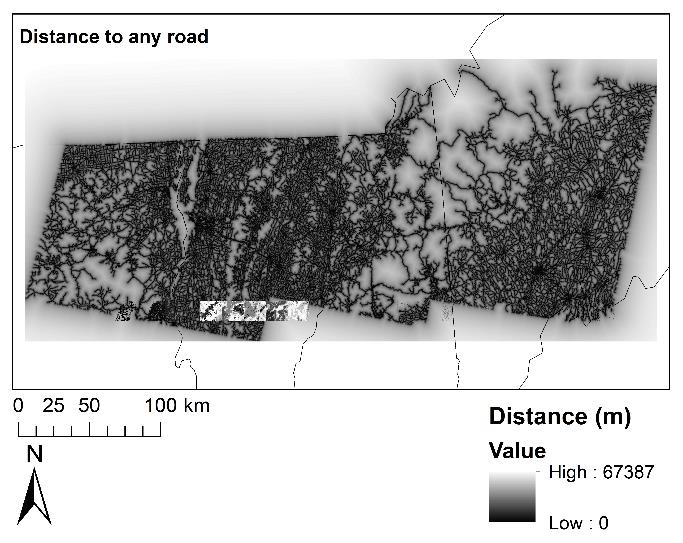 Distance to any road
0 25 50 100 km
N
Distance (m)
Value
High : 67387
Low : 0